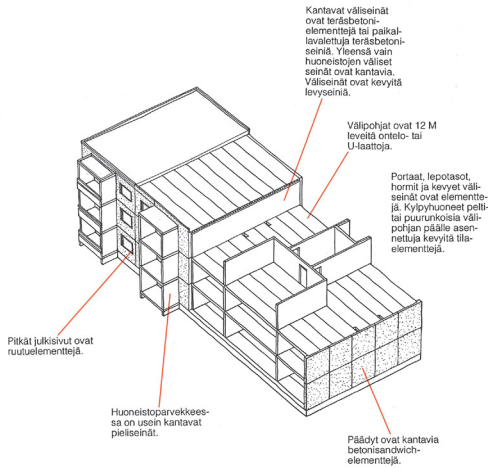 Kantavat väliseinät
ovat teräsbetoni-
elementtejä tai paikal-
lavalettuja teräsbetoni-
seiniä. Yleensä vain
huoneistojen väliset
seinät ovat kantavia.
Väliseinät ovat kevyitä
levyseiniä.
Välipohjat ovat 12 M
leveitä ontelo- tai
U-laattoja.
Portaat, lepotasot,
hormit ja kevyet väli-
seinät ovat elementte-
jä. Kylpyhuoneet pelti-
tai puurunkoisia väli-
pohjan päälle asen-
nettuja kevyitä tila-
elementtejä.
Pitkät julkisivut ovat
ruutuelementtejä.
Huoneistoparvekkees-
sa on usein kantavat
pieliseinät.
Päädyt ovat kantavia
betonisandwich-
elementtejä.